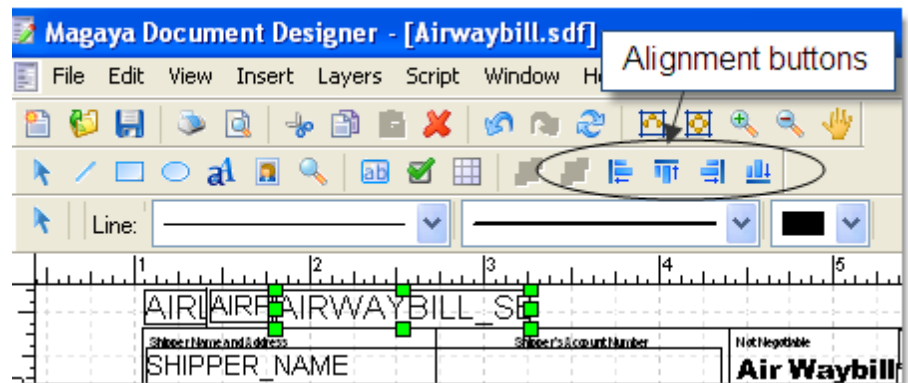 Magaya Document Designer - [Airwaybill.sdf]
Alignment buttons
File Edit View Insert Layers Script Window
Line:
1 2 3 4 5
AIRWAYBILL_SE
Shipper Name and Address Shipper's Account Number Not Negotiable
SHIPPER_NAME Air Waybill